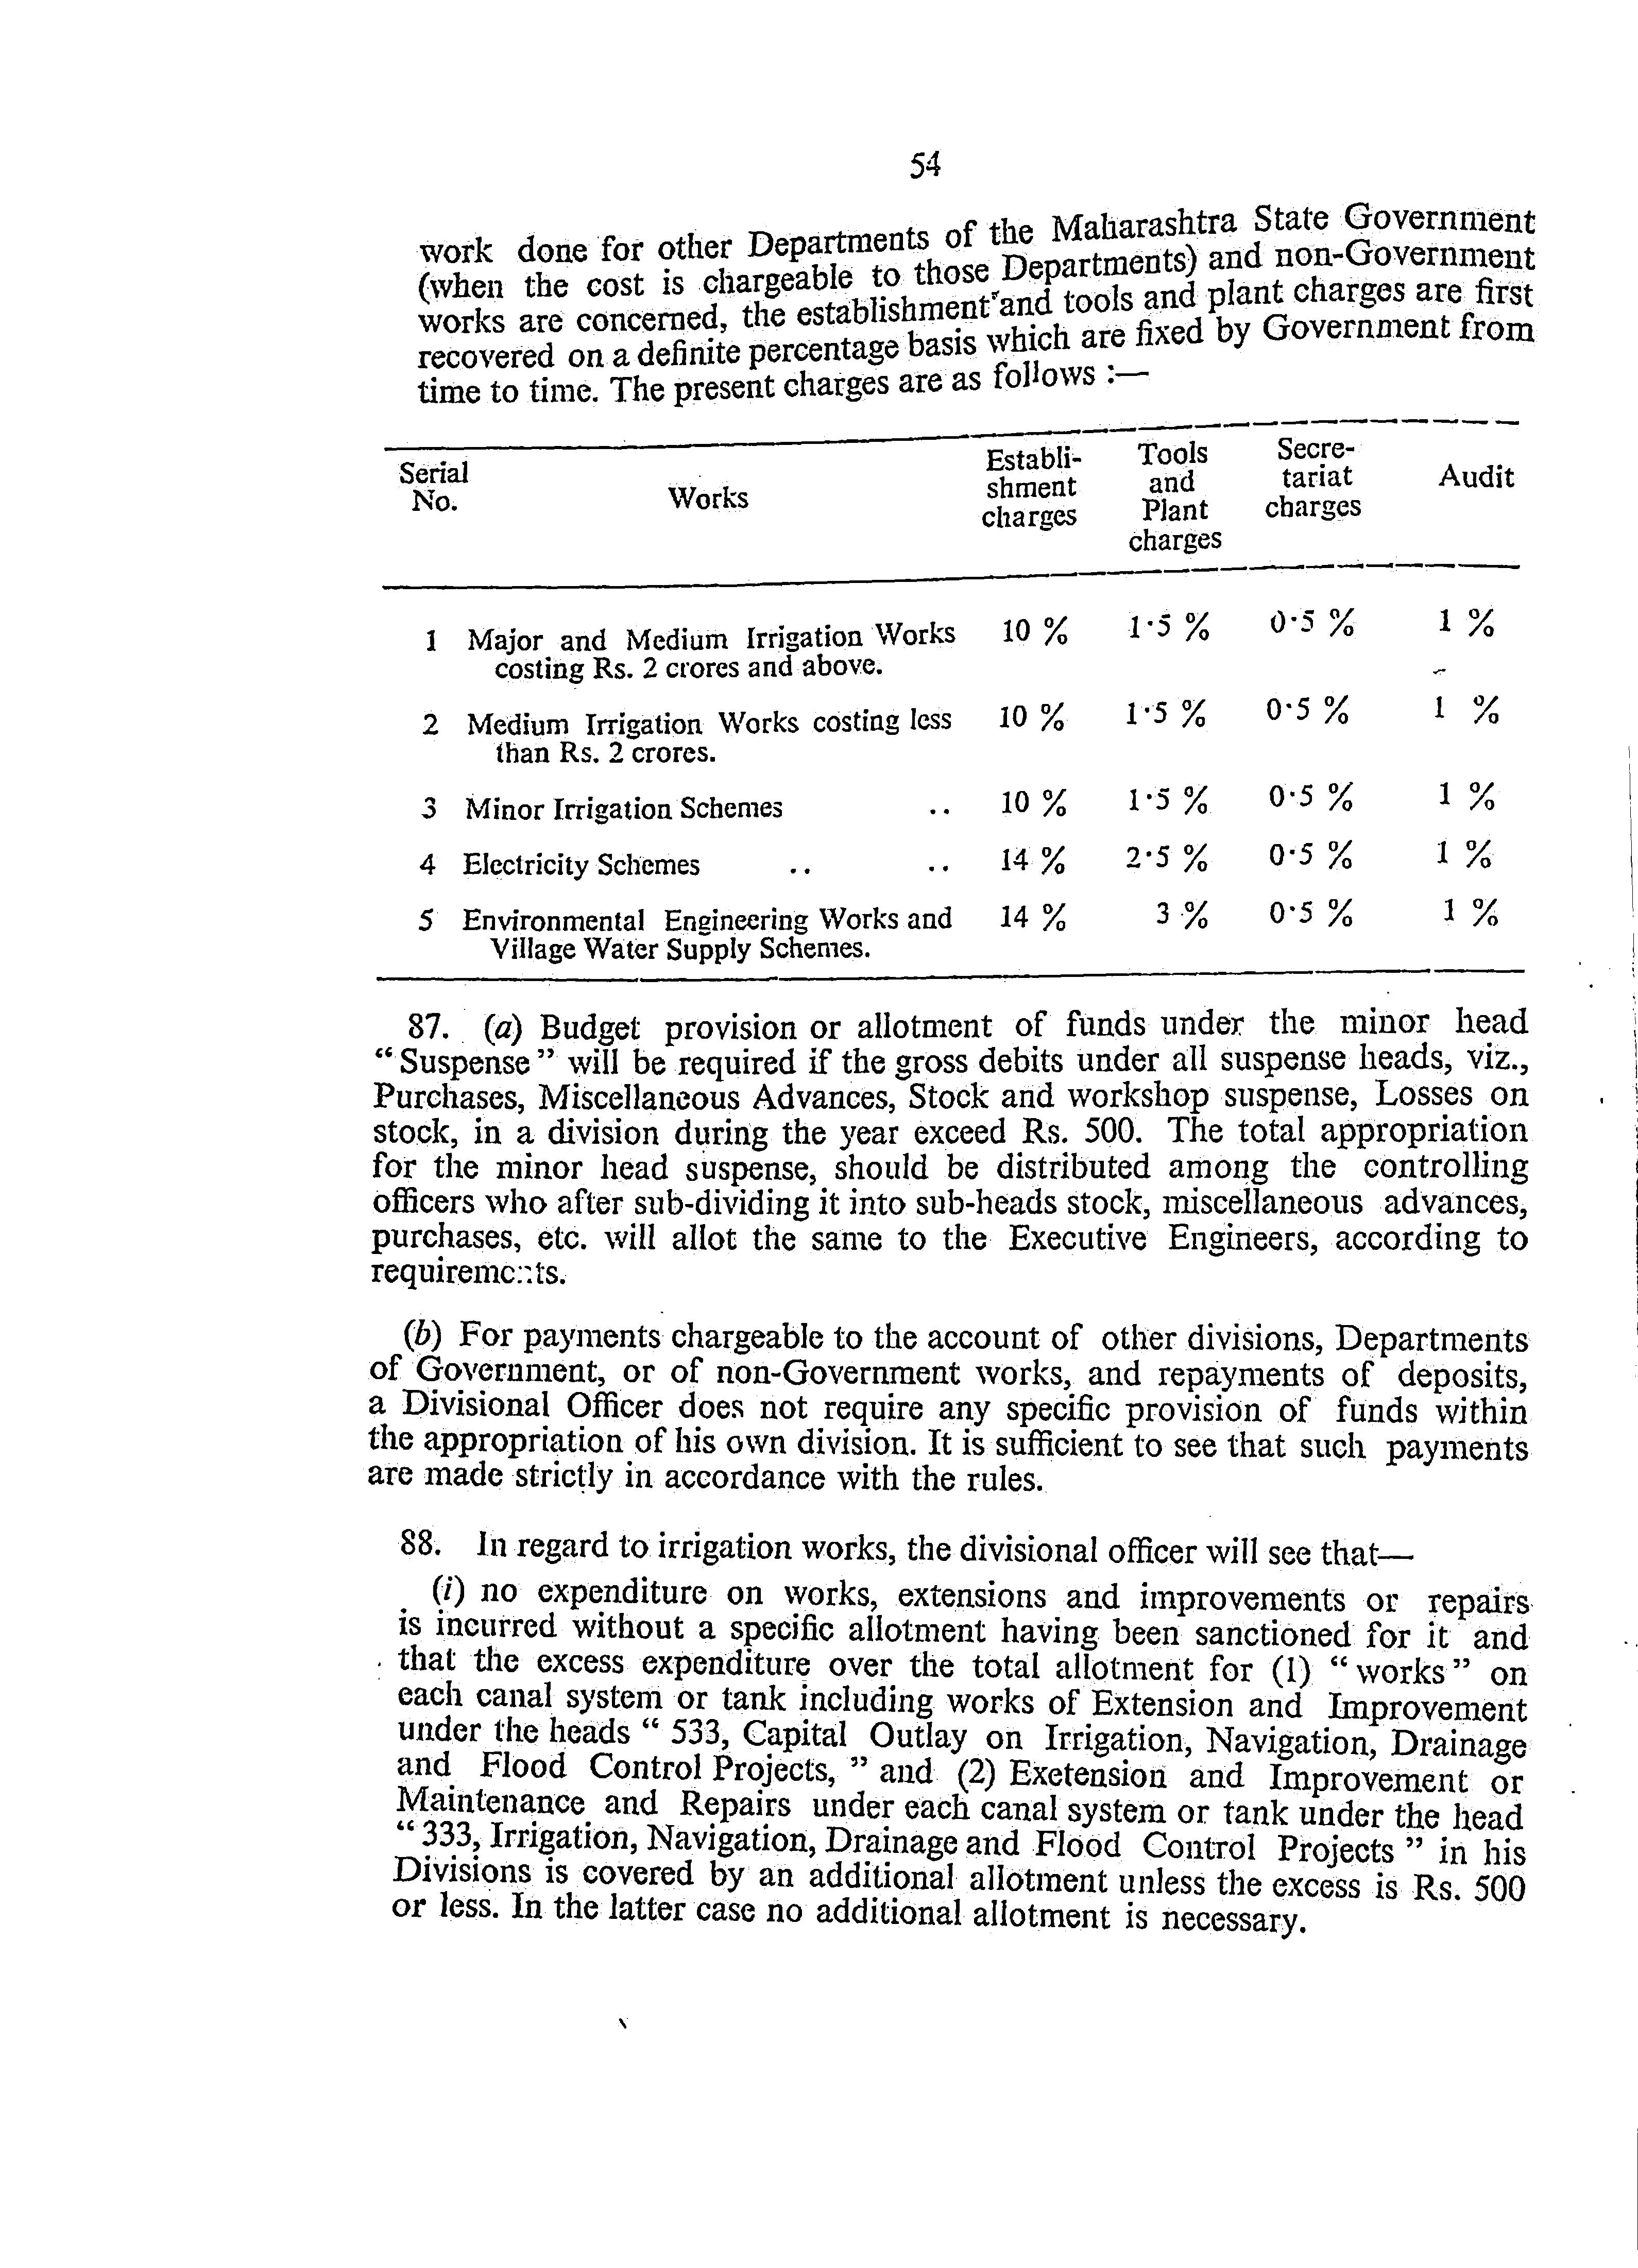 54
work done for other Departments of the Maharashtra State Government
(when the cost is chargeable to those Departments) and non-Government
works are concerned, the establishment and tools and plant charges are first
recovered on a definite percentage basis which are fixed by Government from
time to time. The present charges are as follows :—
Serial No. Works Establi-shment charges Tools and Plant charges Secre-tariat charges Audit
1 Major and Medium Irrigation Works 10 % 1·5 % 0·5 % 1 %
costing Rs. 2 crores and above.
2 Medium Irrigation Works costing less 10 % 1·5 % 0·5 % 1 %
than Rs. 2 crores.
3 Minor Irrigation Schemes .. 10 % 1·5 % 0·5 % 1 %
4 Electricity Schemes .. .. 14 % 2·5 % 0·5 % 1 %
5 Environmental Engineering Works and 14 % 3 % 0·5 % 1 %
Village Water Supply Schemes.
87. (a) Budget provision or allotment of funds under the minor head
“ Suspense ” will be required if the gross debits under all suspense heads, viz.,
Purchases, Miscellaneous Advances, Stock and workshop suspense, Losses on
stock, in a division during the year exceed Rs. 500. The total appropriation
for the minor head suspense, should be distributed among the controlling
officers who after sub-dividing it into sub-heads stock, miscellaneous advances,
purchases, etc. will allot the same to the Executive Engineers, according to
requirements.
(b) For payments chargeable to the account of other divisions, Departments
of Government, or of non-Government works, and repayments of deposits,
a Divisional Officer does not require any specific provision of funds within
the appropriation of his own division. It is sufficient to see that such payments
are made strictly in accordance with the rules.
88. In regard to irrigation works, the divisional officer will see that—
(i) no expenditure on works, extensions and improvements or repairs
is incurred without a specific allotment having been sanctioned for it and
that the excess expenditure over the total allotment for (1) “ works ” on
each canal system or tank including works of Extension and Improvement
under the heads “ 533, Capital Outlay on Irrigation, Navigation, Drainage
and Flood Control Projects, ” and (2) Exetension and Improvement or
Maintenance and Repairs under each canal system or tank under the head
“ 333, Irrigation, Navigation, Drainage and Flood Control Projects ” in his
Divisions is covered by an additional allotment unless the excess is Rs. 500
or less. In the latter case no additional allotment is necessary.